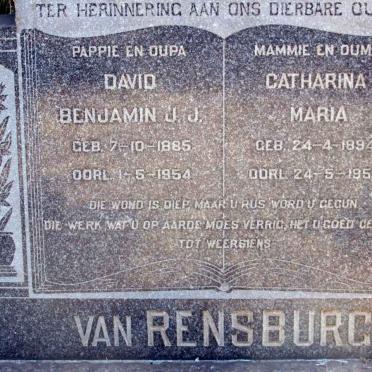 TER HERINNERING AAN ONS DIERBARE
PAPPIE EN OUPA
DAVID
BENJAMIN J. J.
GEB. 7-10-1885
OORL. 1-5-1954
MAMMIE EN OUM
CATHARINA
MARIA
GEB. 24-4-189
OORL. 24-5-195
DIE WOND IS DIEP, MAAR U RUS WORD U GEGUN
DIE WERK WAT U OP AARDE MOES VERRIG, HET U GOED GE
TOT WEERSIENS
VAN RENSBURG